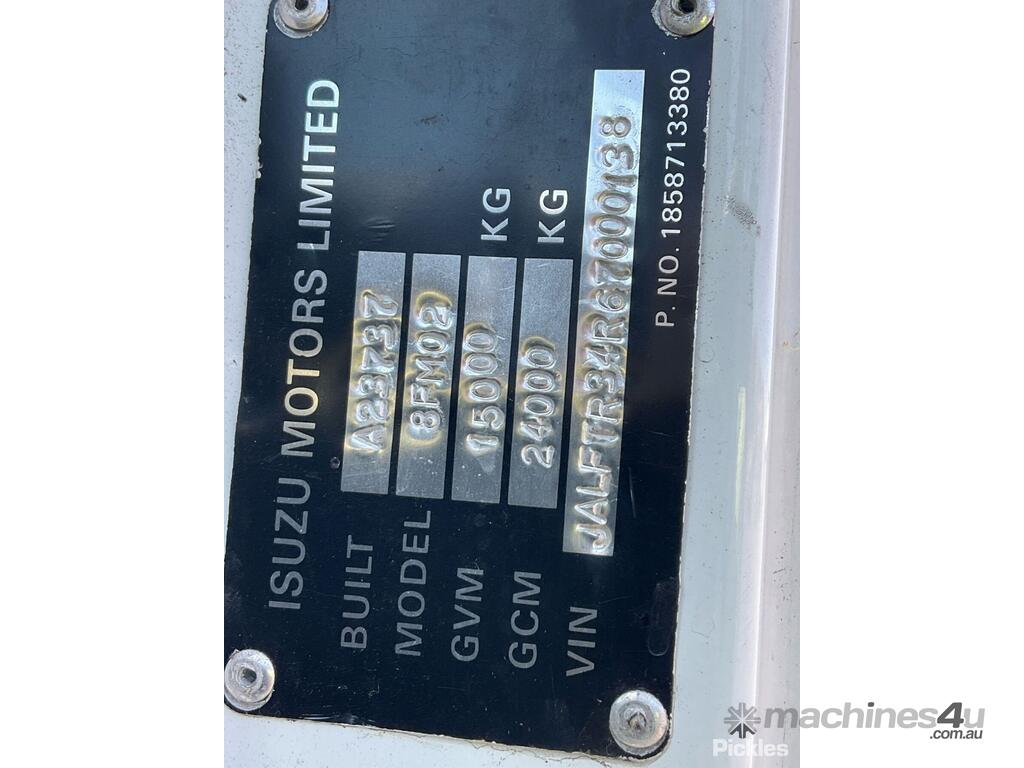 ISUZU MOTORS LIMITED
BUILT A23737
MODEL 8FM02
GVM 15000 KG
GCM 24000 KG
VIN JALFTR34R67000138
P. NO. 1858713380
machines4u
.com.au
Pickles